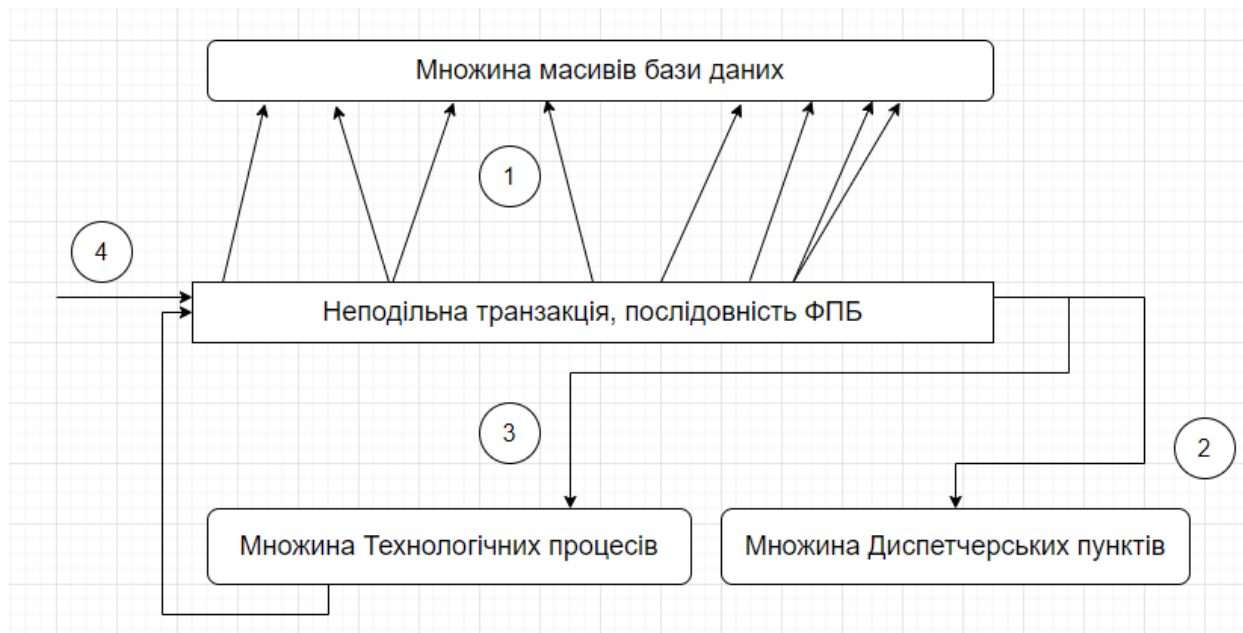 Множина масивів бази даних
1
4
Неподільна транзакція, послідовність ФПБ
3
2
Множина Технологічних процесів
Множина Диспетчерських пунктів